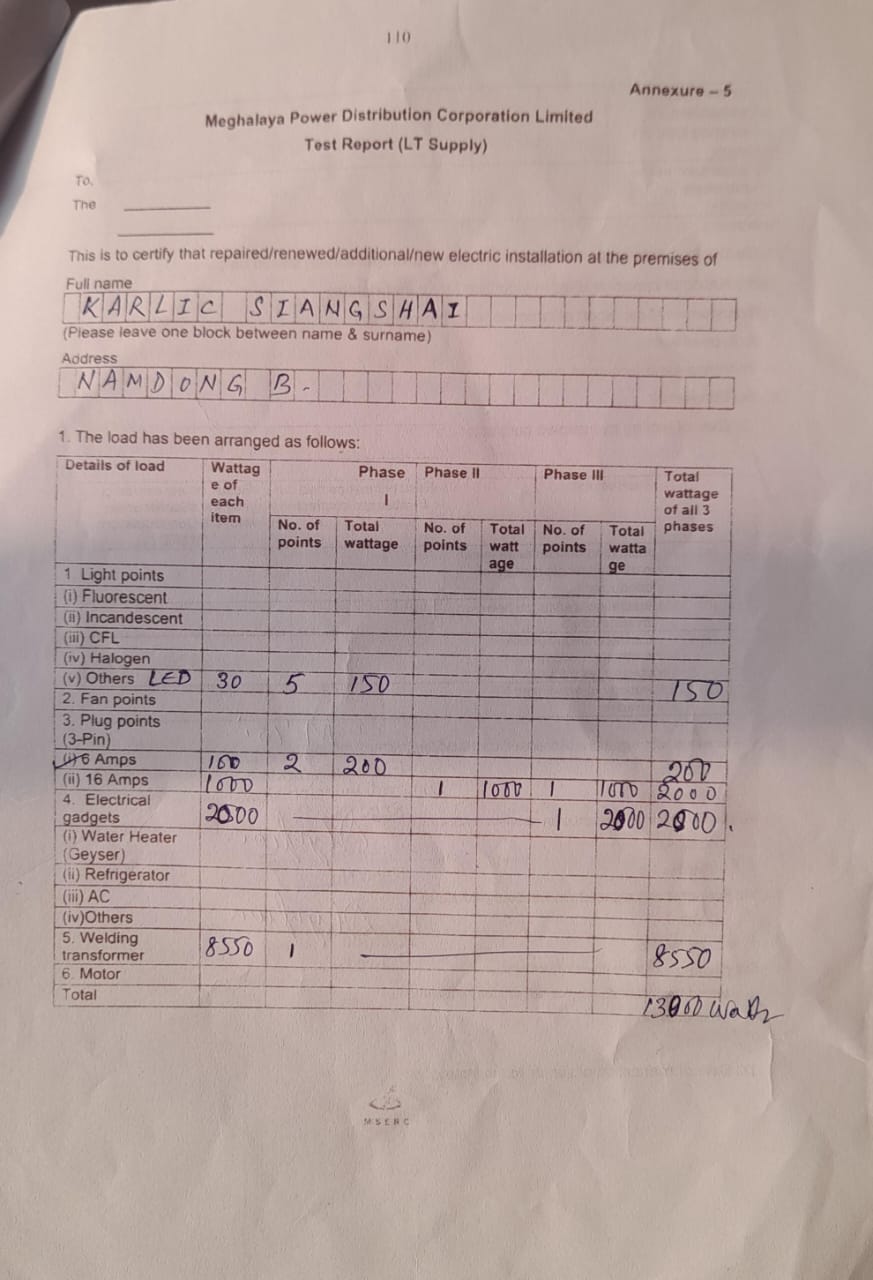 110
Annexure – 5
Meghalaya Power Distribution Corporation Limited
Test Report (LT Supply)
To,
The
This is to certify that repaired/renewed/additional/new electric installation at the premises of
Full name
KARLIC SIANGSHAI
(Please leave one block between name & surname)
Address
NAMDONG B-
1. The load has been arranged as follows:
Details of load Wattag e of each item Phase I Phase II Phase III Total wattage of all 3 phases
No. of points Total wattage No. of points Total watt age No. of points Total watta ge
1 Light points
(i) Fluorescent
(ii) Incandescent
(iii) CFL
(iv) Halogen
(v) Others LED 30 5 150 150
2. Fan points
3. Plug points
(3-Pin)
(i) 6 Amps 100 2 200 200
(ii) 16 Amps 1000 1 1000 1 1000 2000
4. Electrical
gadgets 2000 1 2000 2000
(i) Water Heater
(Geyser)
(ii) Refrigerator
(iii) AC
(iv)Others
5. Welding
transformer 8550 1 8550
6. Motor
Total 13000 Watts
MSERC